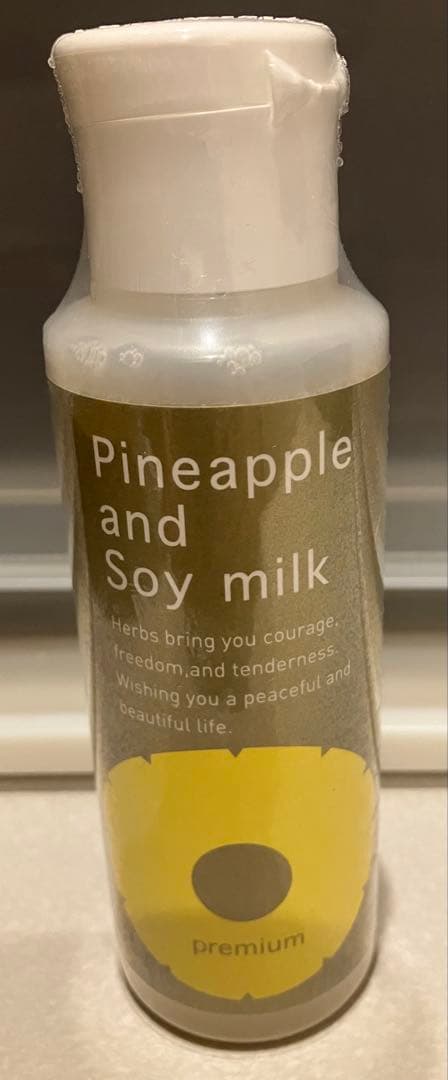 Pineapple
and
Soy milk
Herbs bring you courage,
freedom,and tenderness.
Wishing you a peaceful and
beautiful life.
premium